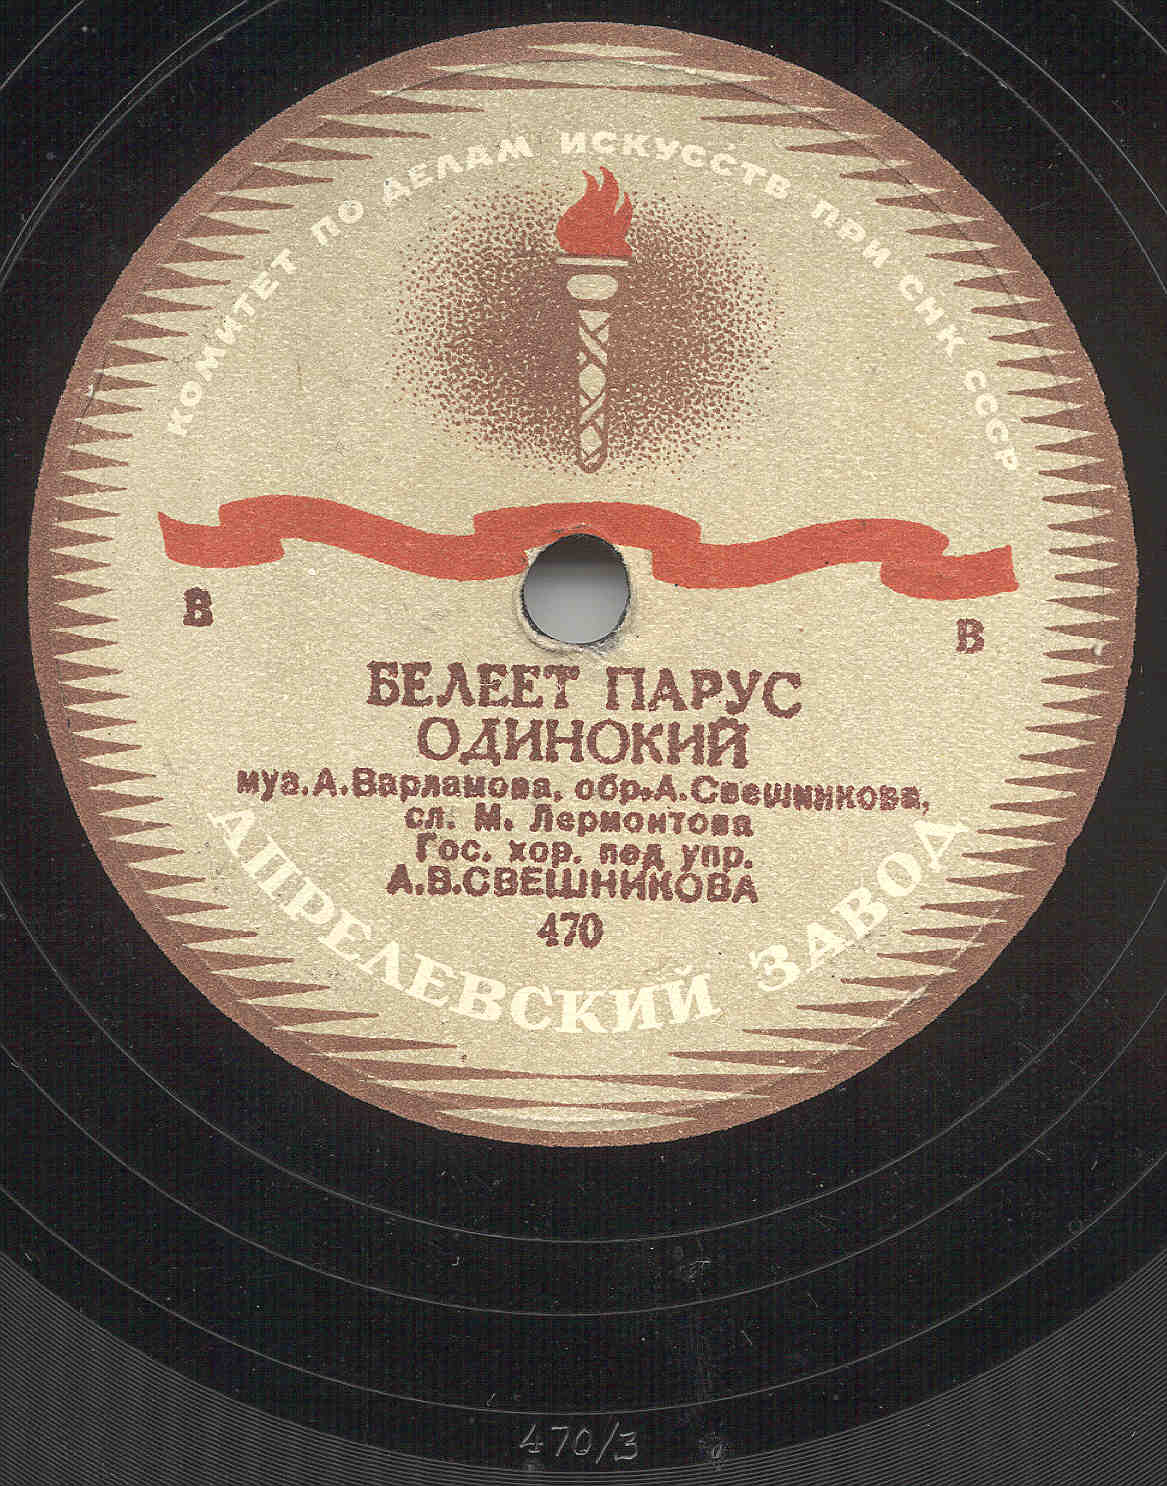 КОМИТЕТ ПО ДЕЛАМ ИСКУССТВ ПРИ СНК СССР
В В
БЕЛЕЕТ ПАРУС
ОДИНОКИЙ
муз. А. Варламова, обр. А. Свешникова,
сл. М. Лермонтова
Гос. хор. под упр.
А.В.СВЕШНИКОВА
470
АПРЕЛЕВСКИЙ ЗАВОД
470/3